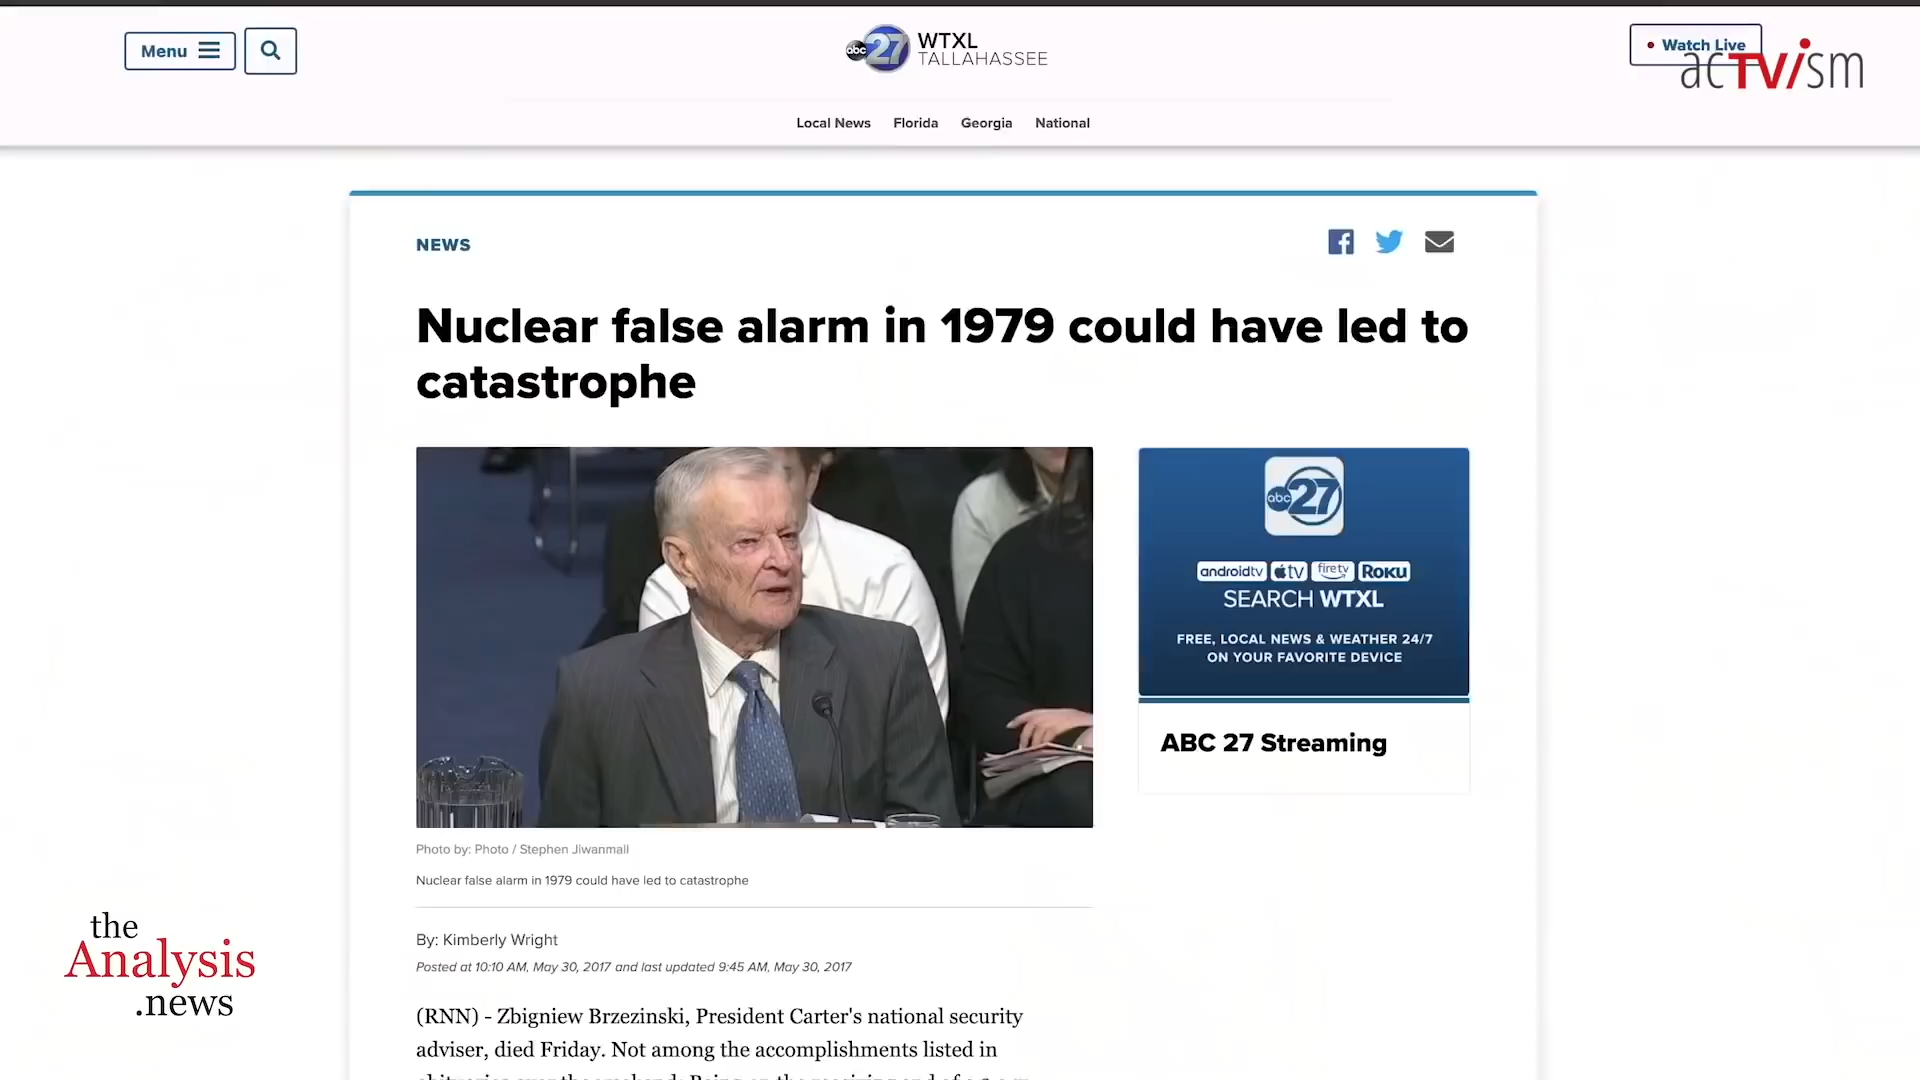 Menu
abc 27 WTXL
TALLAHASSEE
Watch Live
acTVism
Local News Florida Georgia National
NEWS
Nuclear false alarm in 1979 could have led to
catastrophe
abc 27
androidtv tv firetv Roku
SEARCH WTXL
FREE, LOCAL NEWS & WEATHER 24/7
ON YOUR FAVORITE DEVICE
ABC 27 Streaming
Photo by: Photo / Stephen Jiwanmall
Nuclear false alarm in 1979 could have led to catastrophe
By: Kimberly Wright
Posted at 10:10 AM, May 30, 2017 and last updated 9:45 AM, May 30, 2017
the
Analysis
.news
(RNN) - Zbigniew Brzezinski, President Carter's national security
adviser, died Friday. Not among the accomplishments listed in